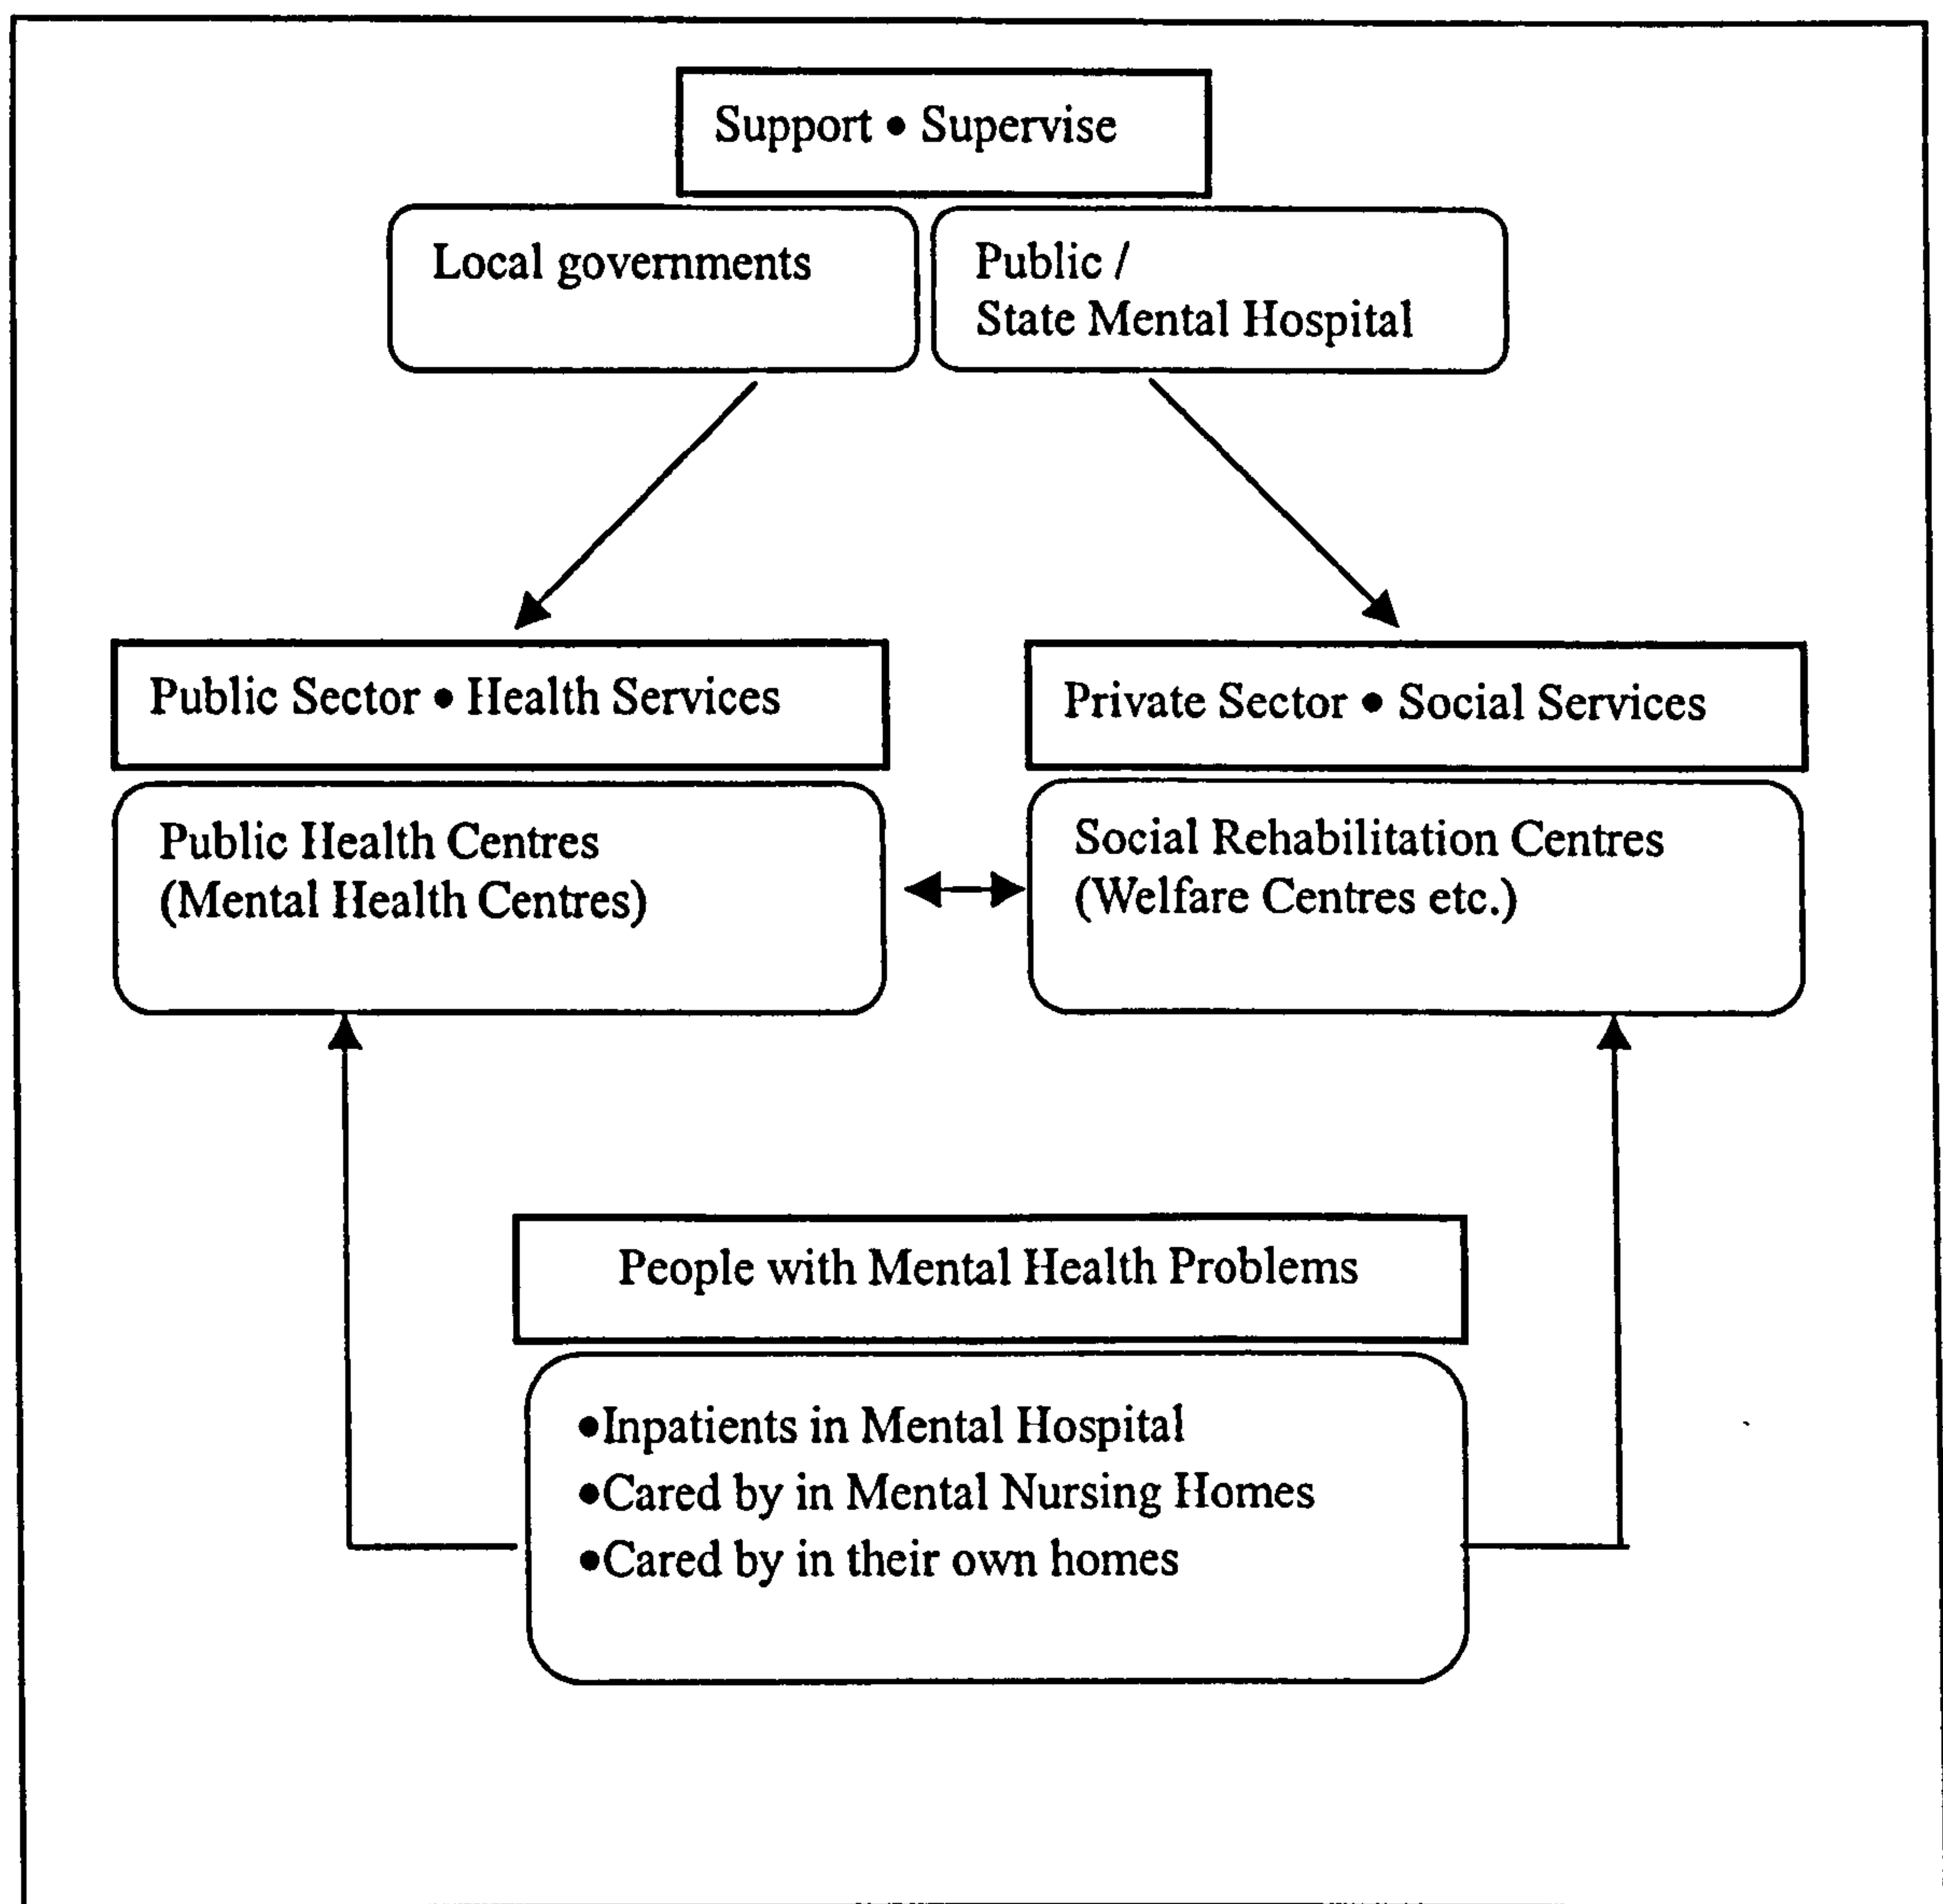 Support • Supervise
Local governments
Public /
State Mental Hospital
Public Sector • Health Services
Private Sector • Social Services
Public Health Centres
(Mental Health Centres)
Social Rehabilitation Centres
(Welfare Centres etc.)
People with Mental Health Problems
•Inpatients in Mental Hospital
•Cared by in Mental Nursing Homes
•Cared by in their own homes